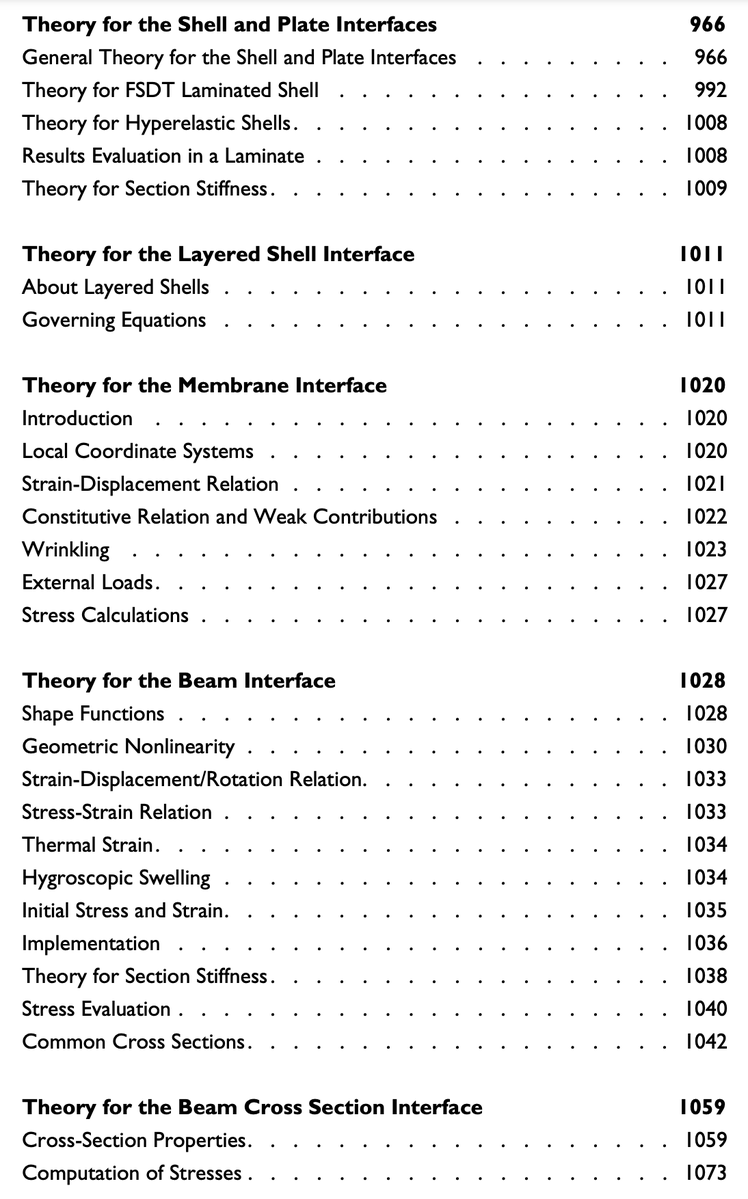 Theory for the Shell and Plate Interfaces 966
General Theory for the Shell and Plate Interfaces . . . . . . . . . 966
Theory for FSDT Laminated Shell . . . . . . . . . . . . . . . 992
Theory for Hyperelastic Shells. . . . . . . . . . . . . . . . . 1008
Results Evaluation in a Laminate . . . . . . . . . . . . . . . . 1008
Theory for Section Stiffness. . . . . . . . . . . . . . . . . . 1009
Theory for the Layered Shell Interface 1011
About Layered Shells . . . . . . . . . . . . . . . . . . . . 1011
Governing Equations . . . . . . . . . . . . . . . . . . . . 1011
Theory for the Membrane Interface 1020
Introduction . . . . . . . . . . . . . . . . . . . . . . . 1020
Local Coordinate Systems . . . . . . . . . . . . . . . . . . 1020
Strain-Displacement Relation . . . . . . . . . . . . . . . . . 1021
Constitutive Relation and Weak Contributions . . . . . . . . . . 1022
Wrinkling . . . . . . . . . . . . . . . . . . . . . . . . 1023
External Loads. . . . . . . . . . . . . . . . . . . . . . . 1027
Stress Calculations . . . . . . . . . . . . . . . . . . . . . 1027
Theory for the Beam Interface 1028
Shape Functions . . . . . . . . . . . . . . . . . . . . . . 1028
Geometric Nonlinearity . . . . . . . . . . . . . . . . . . . 1030
Strain-Displacement/Rotation Relation. . . . . . . . . . . . . . 1033
Stress-Strain Relation . . . . . . . . . . . . . . . . . . . . 1033
Thermal Strain. . . . . . . . . . . . . . . . . . . . . . . 1034
Hygroscopic Swelling . . . . . . . . . . . . . . . . . . . . 1034
Initial Stress and Strain. . . . . . . . . . . . . . . . . . . . 1035
Implementation . . . . . . . . . . . . . . . . . . . . . . 1036
Theory for Section Stiffness. . . . . . . . . . . . . . . . . . 1038
Stress Evaluation . . . . . . . . . . . . . . . . . . . . . . 1040
Common Cross Sections. . . . . . . . . . . . . . . . . . . 1042
Theory for the Beam Cross Section Interface 1059
Cross-Section Properties. . . . . . . . . . . . . . . . . . . 1059
Computation of Stresses . . . . . . . . . . . . . . . . . . . 1073